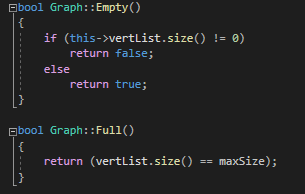 bool Graph::Empty()
{
    if (this->vertList.size() != 0)
        return false;
    else
        return true;
}
bool Graph::Full()
{
    return (vertList.size() == maxSize);
}